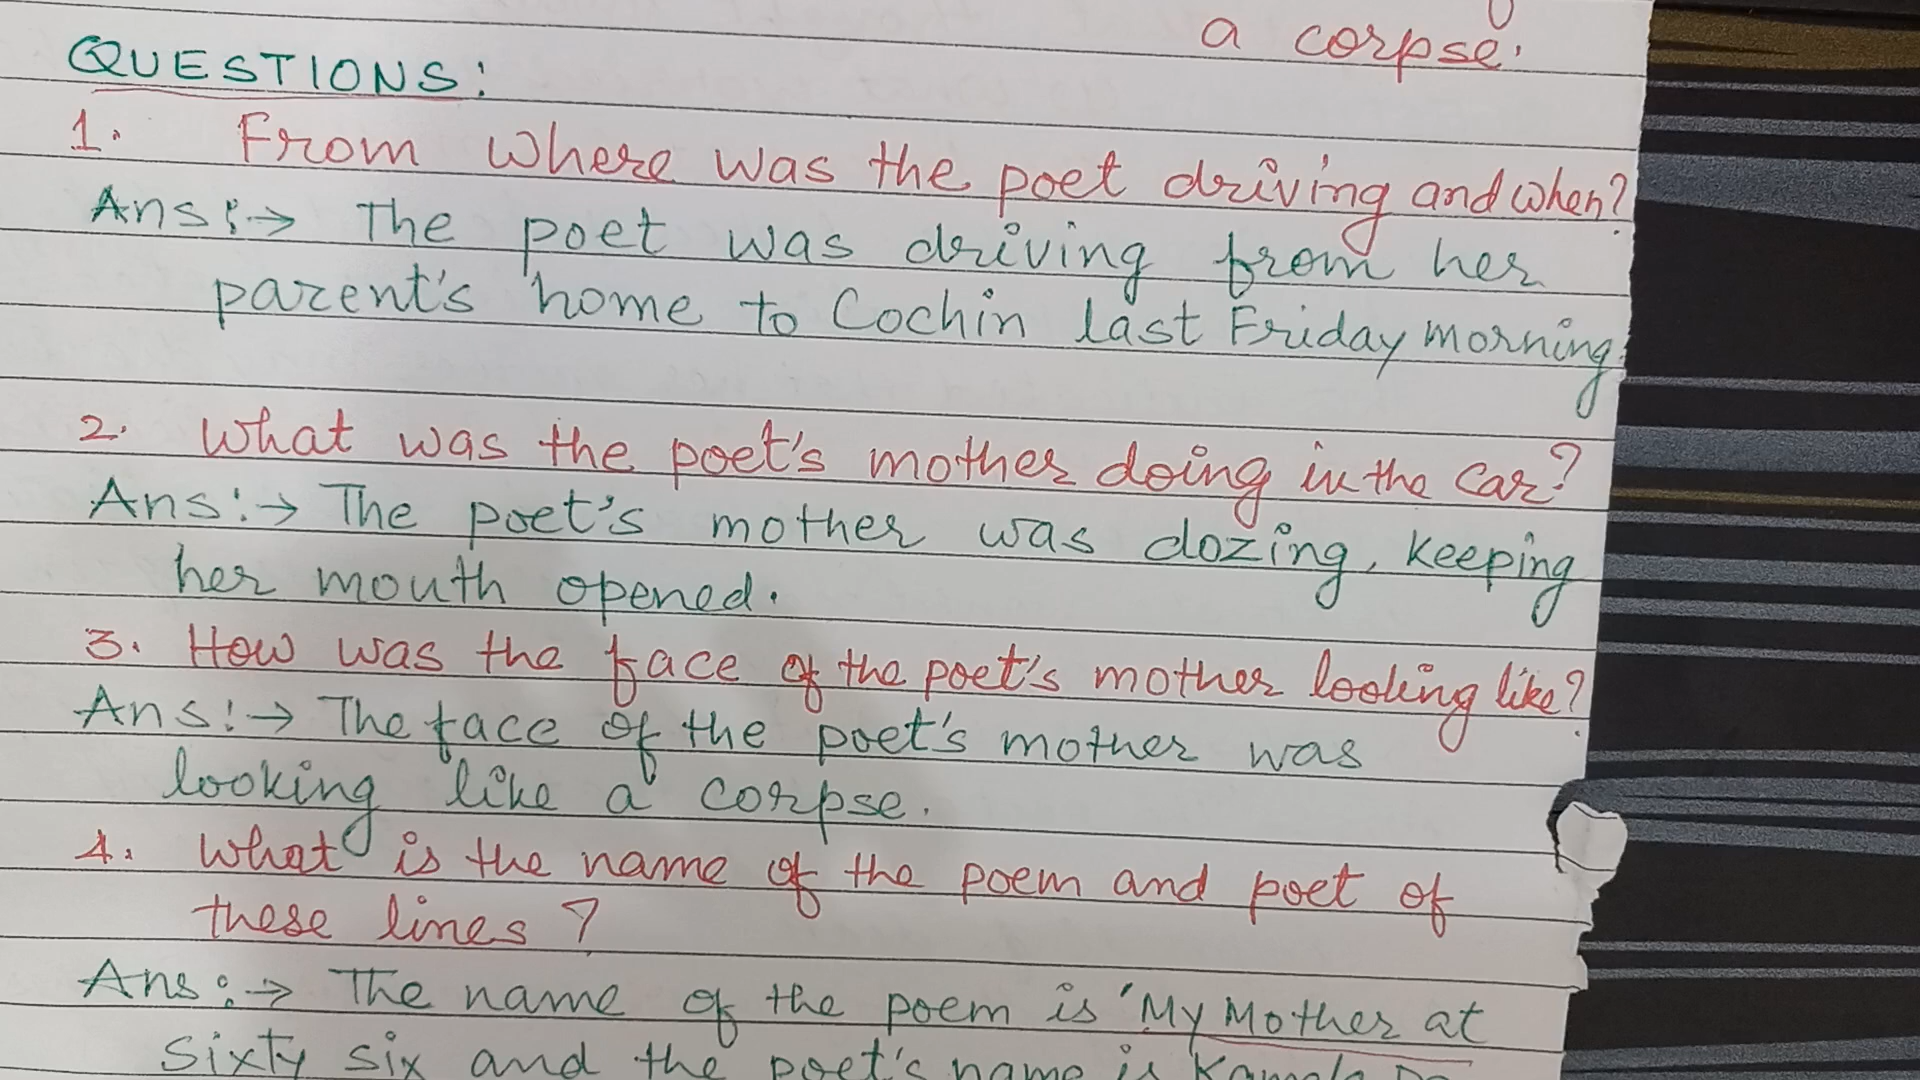 a corpse.
QUESTIONS:
1. From where was the poet driving and when?
Ans:→ The poet was driving from her
parent's home to Cochin last Friday morning.
2. What was the poet's mother doing in the car?
Ans:→ The poet's mother was dozing, keeping
her mouth opened.
3. How was the face of the poet's mother looking like?
Ans:→ The face of the poet's mother was
looking like a corpse.
4. What is the name of the poem and poet of
these lines?
Ans:→ The name of the poem is 'My Mother at
Sixty six and the poet's name is Kamala